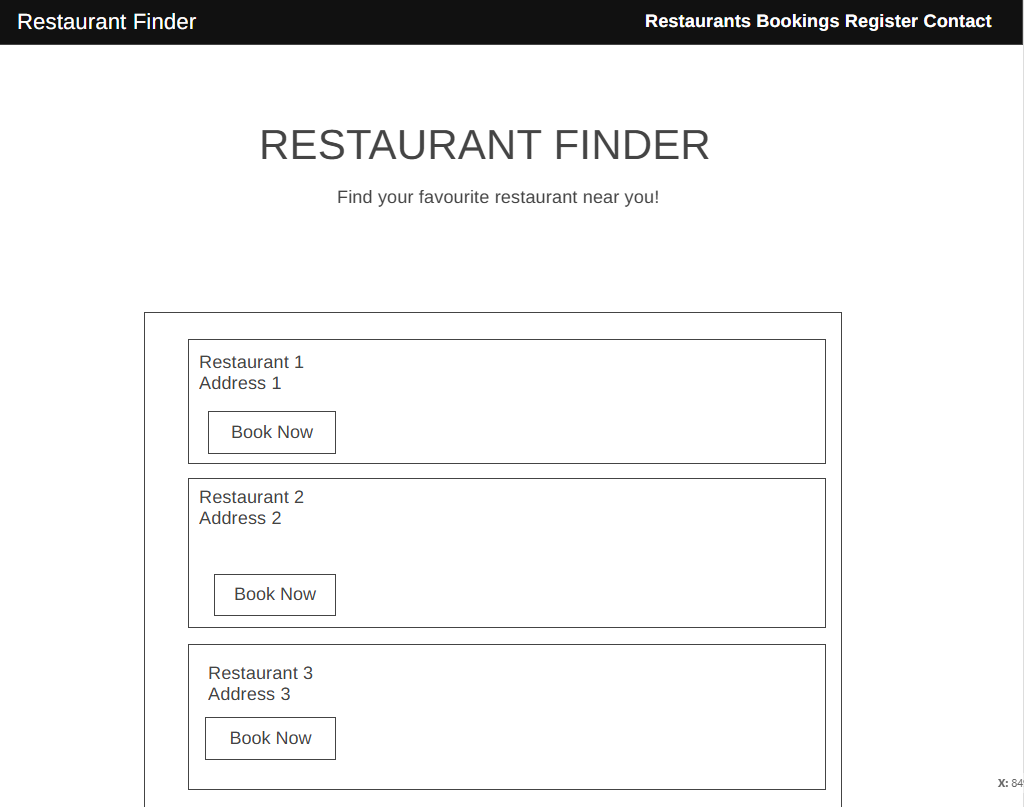 Restaurant Finder
Restaurants Bookings Register Contact
RESTAURANT FINDER
Find your favourite restaurant near you!
Restaurant 1
Address 1
Book Now
Restaurant 2
Address 2
Book Now
Restaurant 3
Address 3
Book Now
X: 849